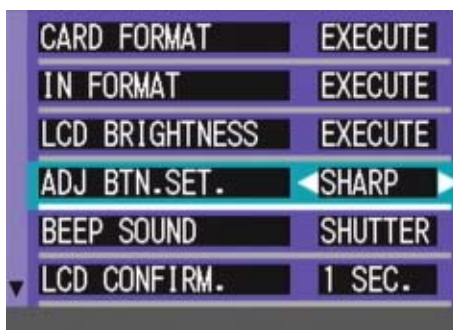 CARD FORMAT EXECUTE
IN FORMAT EXECUTE
LCD BRIGHTNESS EXECUTE
ADJ BTN.SET. SHARP
BEEP SOUND SHUTTER
LCD CONFIRM. 1 SEC.